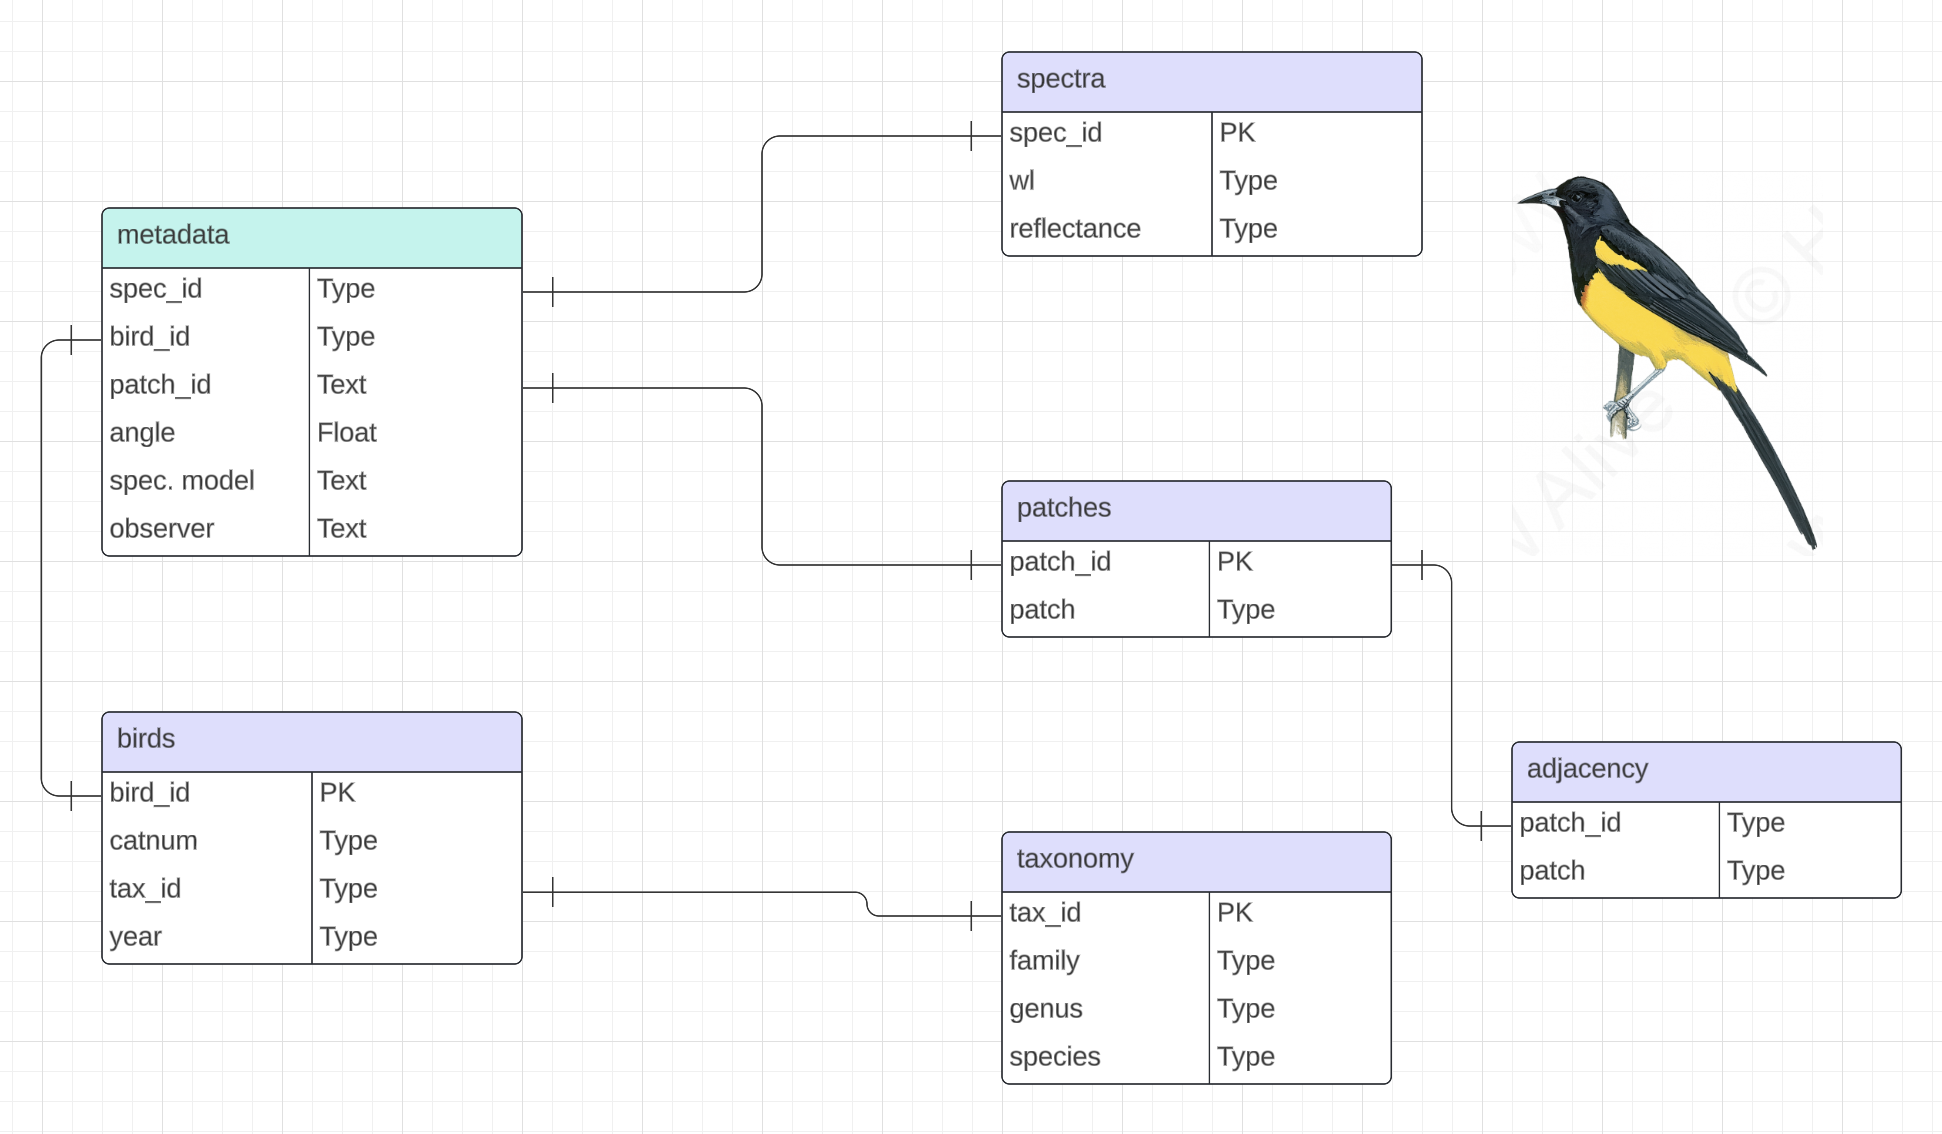 spectra
spec_id PK
wl Type
reflectance Type
metadata
spec_id Type
bird_id Type
patch_id Text
angle Float
spec. model Text
observer Text
patches
patch_id PK
patch Type
birds
bird_id PK
catnum Type
tax_id Type
year Type
adjacency
patch_id Type
patch Type
taxonomy
tax_id PK
family Type
genus Type
species Type